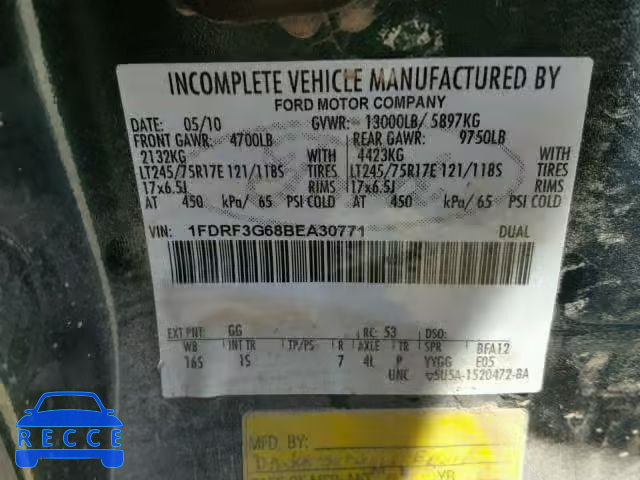 INCOMPLETE VEHICLE MANUFACTURED BY
FORD MOTOR COMPANY
DATE: 05/10 GVWR: 13000LB/ 5897KG
FRONT GAWR: 4700LB REAR GAWR: 9750LB
2132KG WITH 4423KG WITH
LT245/75R17E 121/118S TIRES LT245/75R17E 121/118S TIRES
17x6.5J RIMS 17x6.5J RIMS
AT 450 kPa/ 65 PSI COLD AT 450 kPa/ 65 PSI COLD
VIN: 1FDRF3G68BEA30771 DUAL
EXT PNT: GG RC: 53 DSO:
WB INT TR TP/PS R AXLE TR SPR BFA12
165 1S 7 4L P YYGG E05
UNC 5U5A-1520472-BA
MFD. BY:
RECCE